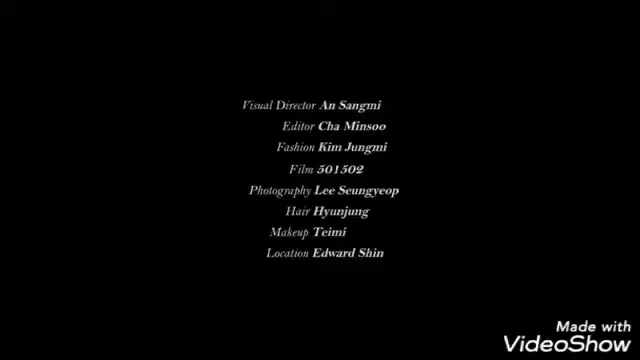 Visual Director An Sangmi
Editor Cha Minsoo
Fashion Kim Jungmi
Film 501502
Photography Lee Seungyeop
Hair Hyunjung
Makeup Teimi
Location Edward Shin
Made with
VideoShow